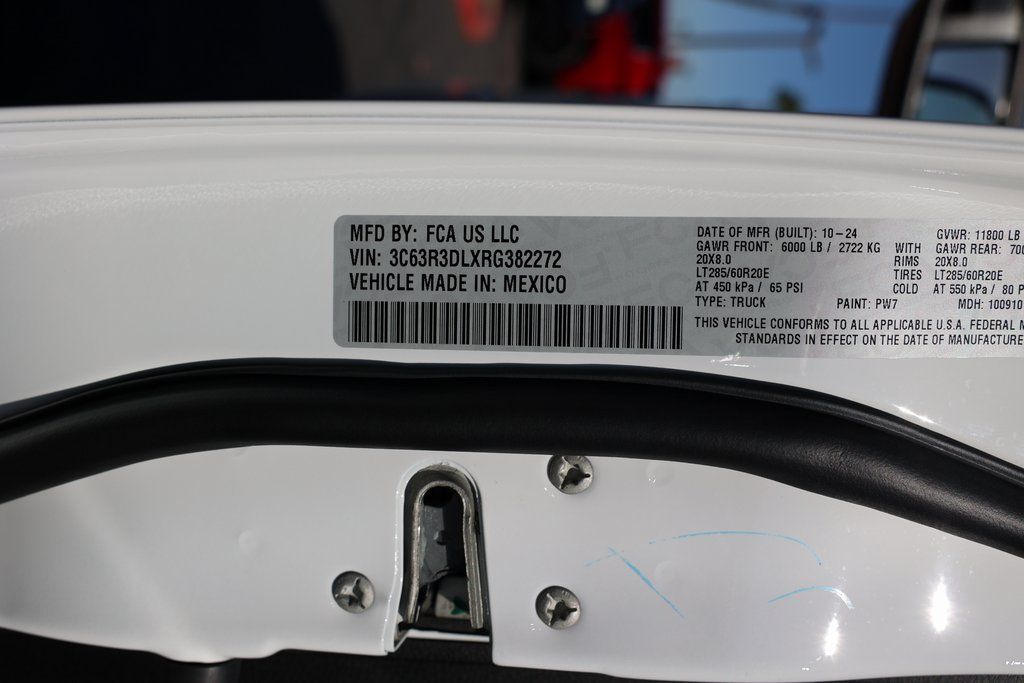 MFD BY: FCA US LLC
VIN: 3C63R3DLXRG382272
VEHICLE MADE IN: MEXICO
DATE OF MFR (BUILT): 10-24 GVWR: 11800 LB
GAWR FRONT: 6000 LB / 2722 KG WITH GAWR REAR:
20X8.0 RIMS 20X8.0
LT285/60R20E TIRES LT285/60R20E
AT 450 kPa / 65 PSI COLD AT 550 kPa / 80
TYPE: TRUCK PAINT: PW7 MDH: 100910
THIS VEHICLE CONFORMS TO ALL APPLICABLE U.S.A. FEDERAL
STANDARDS IN EFFECT ON THE DATE OF MANUFACTURE